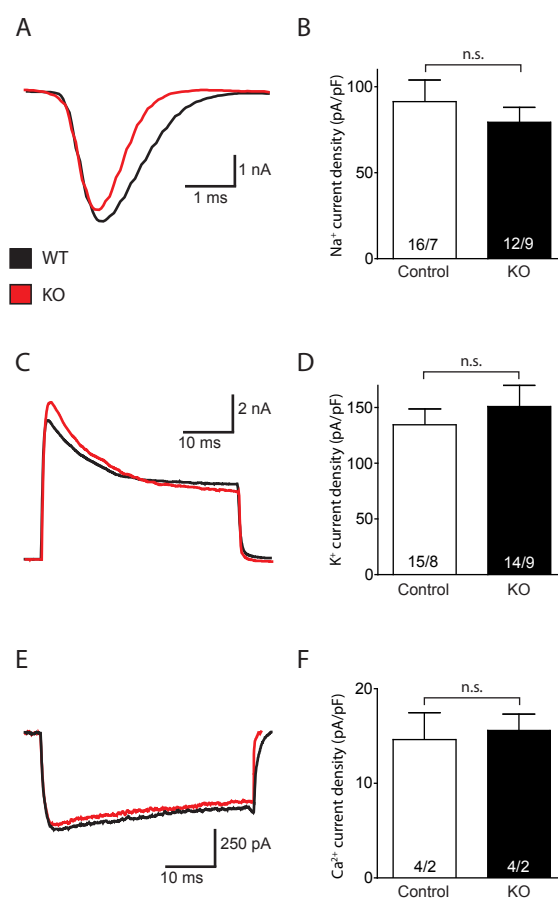 A
1 nA
1 ms
WT
KO
B
n.s.
Na⁺ current density (pA/pF)
100
50
0
16/7
12/9
Control
KO
C
2 nA
10 ms
D
n.s.
K⁺ current density (pA/pF)
150
100
50
0
15/8
14/9
Control
KO
E
250 pA
10 ms
F
n.s.
Ca²⁺ current density (pA/pF)
20
15
10
0
4/2
4/2
Control
KO